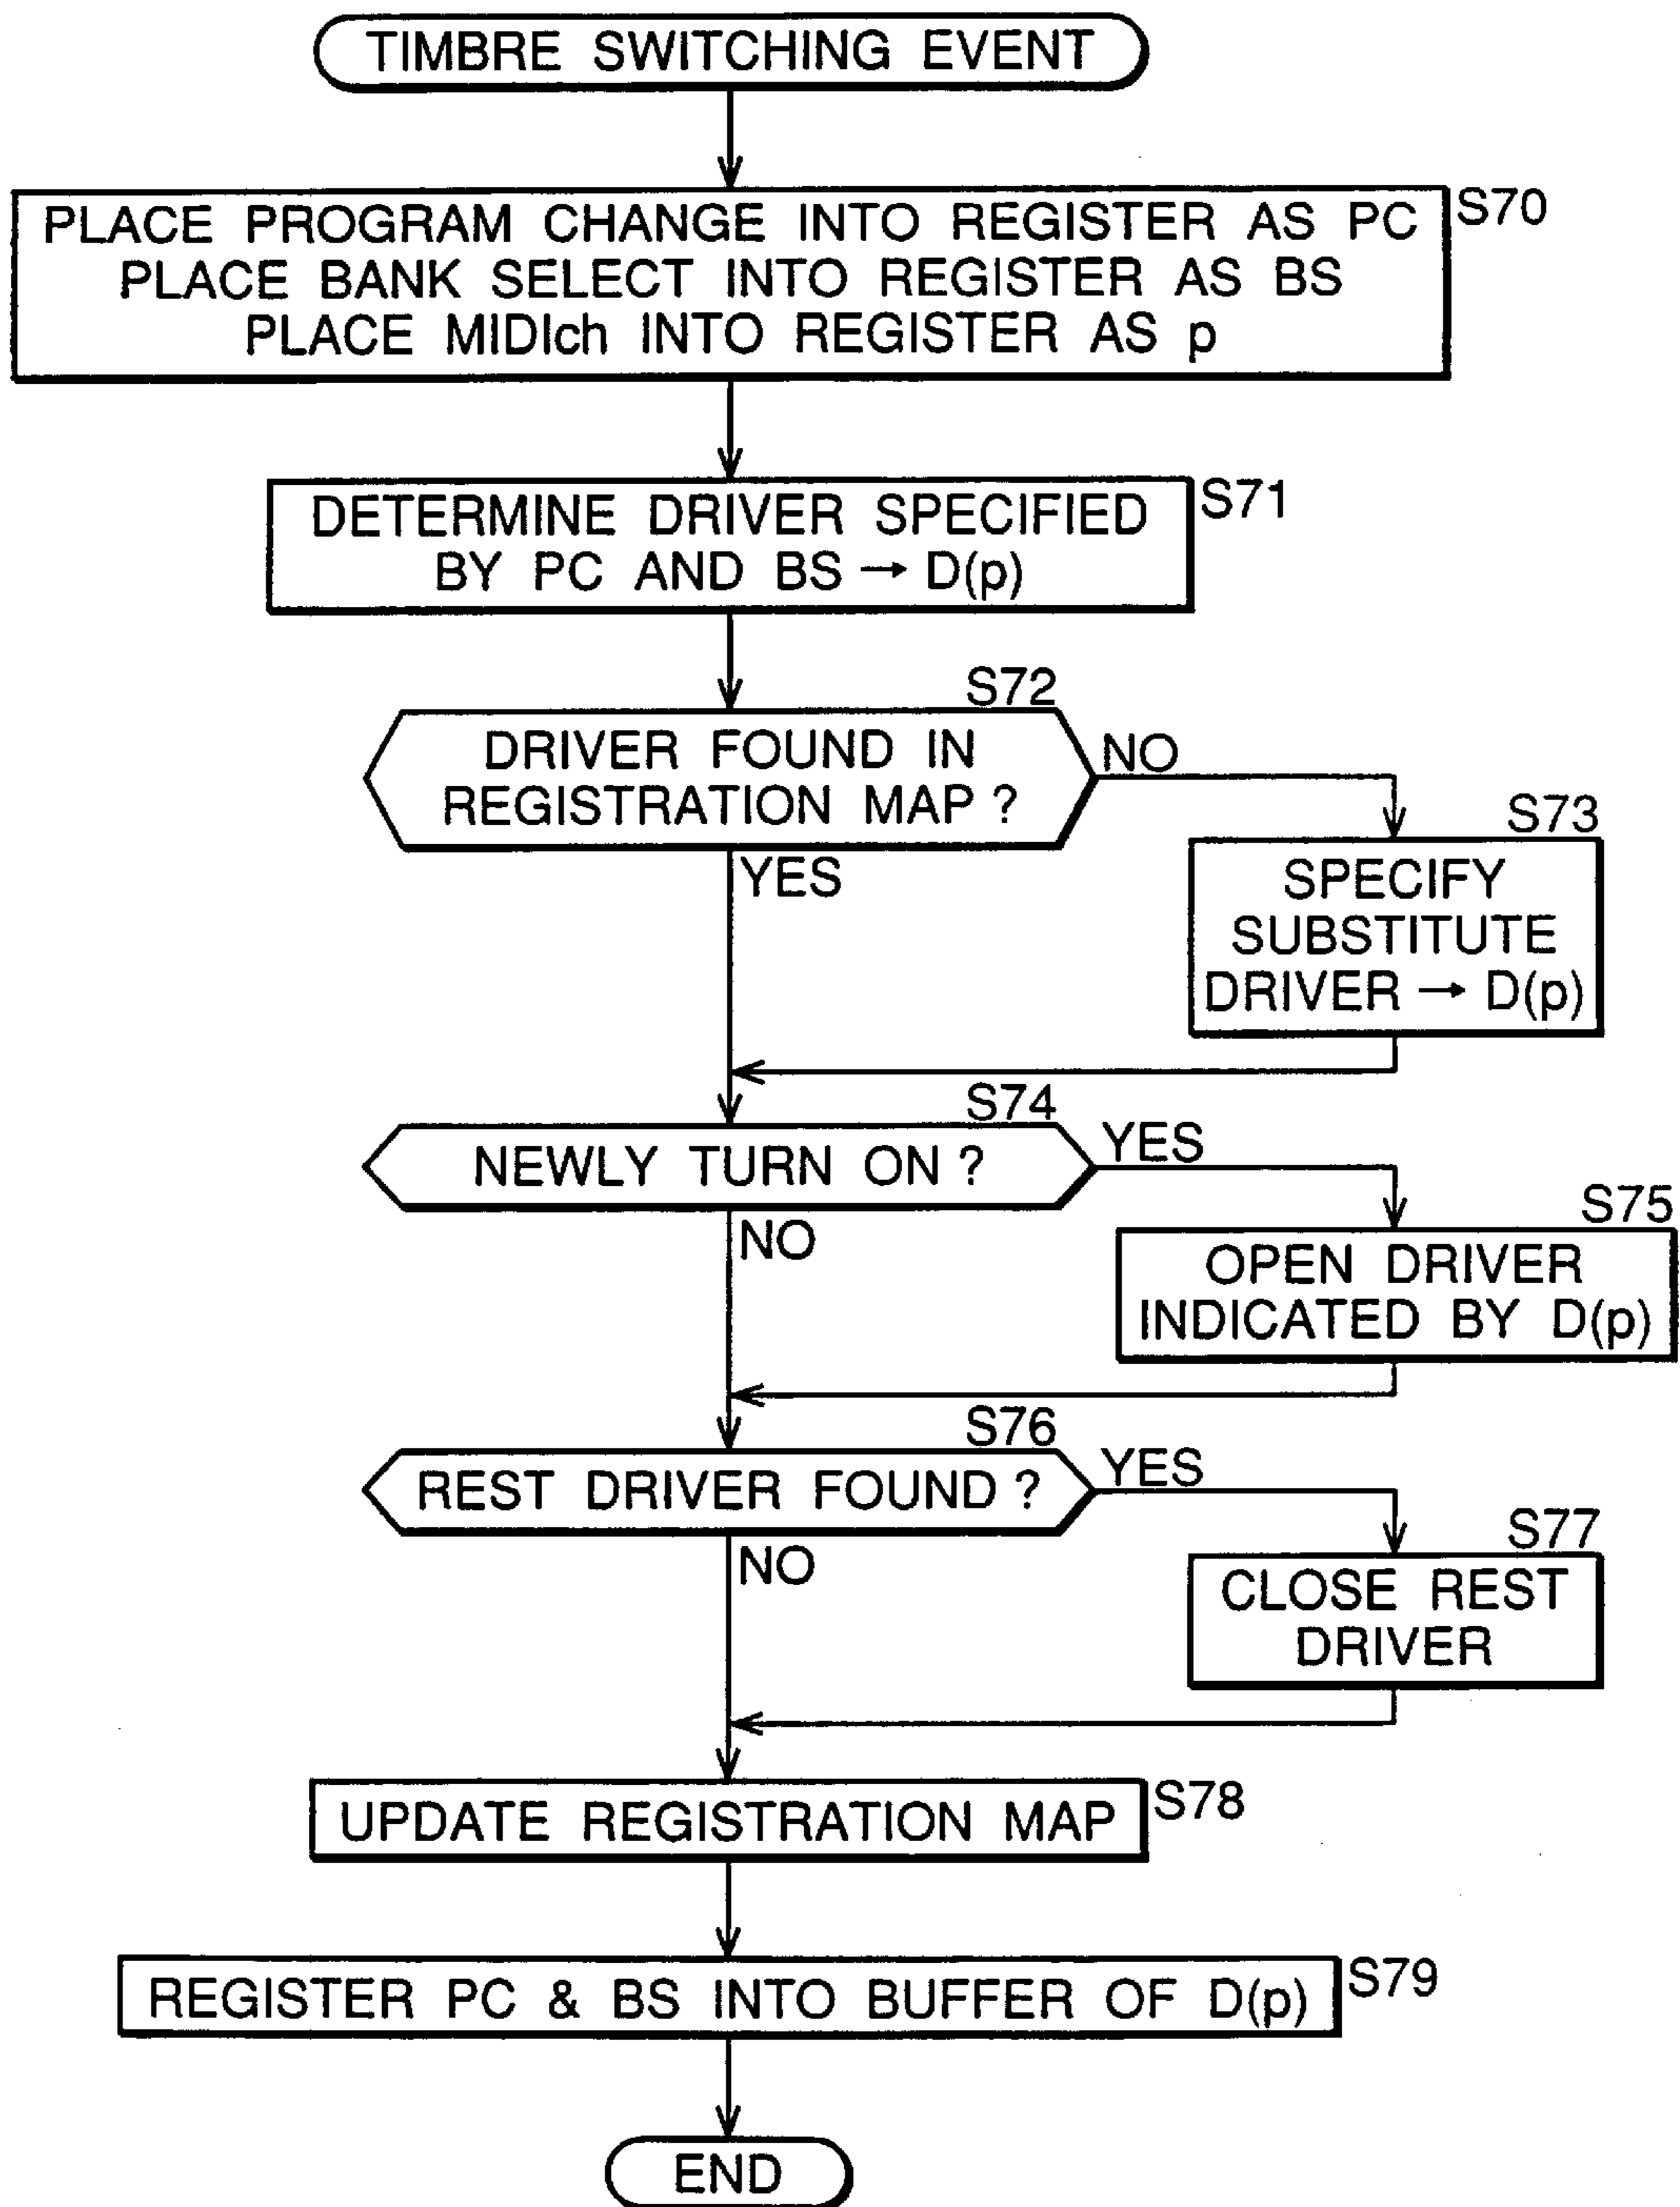 TIMBRE SWITCHING EVENT
S70
PLACE PROGRAM CHANGE INTO REGISTER AS PC
PLACE BANK SELECT INTO REGISTER AS BS
PLACE MIDIch INTO REGISTER AS p
S71
DETERMINE DRIVER SPECIFIED
BY PC AND BS → D(p)
S72
DRIVER FOUND IN
REGISTRATION MAP ?
NO
YES
S73
SPECIFY
SUBSTITUTE
DRIVER → D(p)
S74
NEWLY TURN ON ?
YES
NO
S75
OPEN DRIVER
INDICATED BY D(p)
S76
REST DRIVER FOUND ?
YES
NO
S77
CLOSE REST
DRIVER
UPDATE REGISTRATION MAP
S78
REGISTER PC & BS INTO BUFFER OF D(p)
S79
END